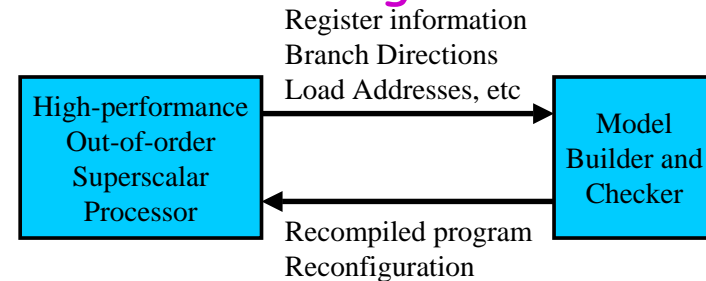 Register information
Branch Directions
Load Addresses, etc
High-performance
Out-of-order
Superscalar
Processor
Model
Builder and
Checker
Recompiled program
Reconfiguration